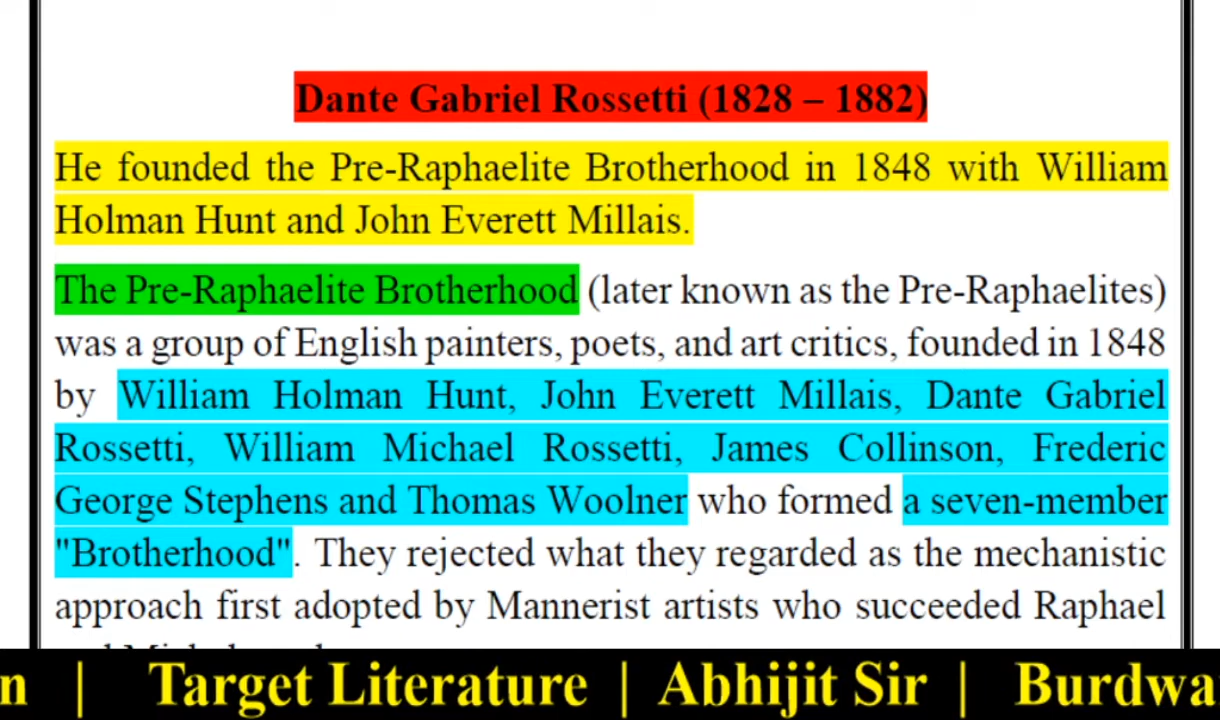 Dante Gabriel Rossetti (1828 – 1882)
He founded the Pre-Raphaelite Brotherhood in 1848 with William
Holman Hunt and John Everett Millais.
The Pre-Raphaelite Brotherhood (later known as the Pre-Raphaelites)
was a group of English painters, poets, and art critics, founded in 1848
by William Holman Hunt, John Everett Millais, Dante Gabriel
Rossetti, William Michael Rossetti, James Collinson, Frederic
George Stephens and Thomas Woolner who formed a seven-member
"Brotherhood". They rejected what they regarded as the mechanistic
approach first adopted by Mannerist artists who succeeded Raphael
n | Target Literature | Abhijit Sir | Burdwa